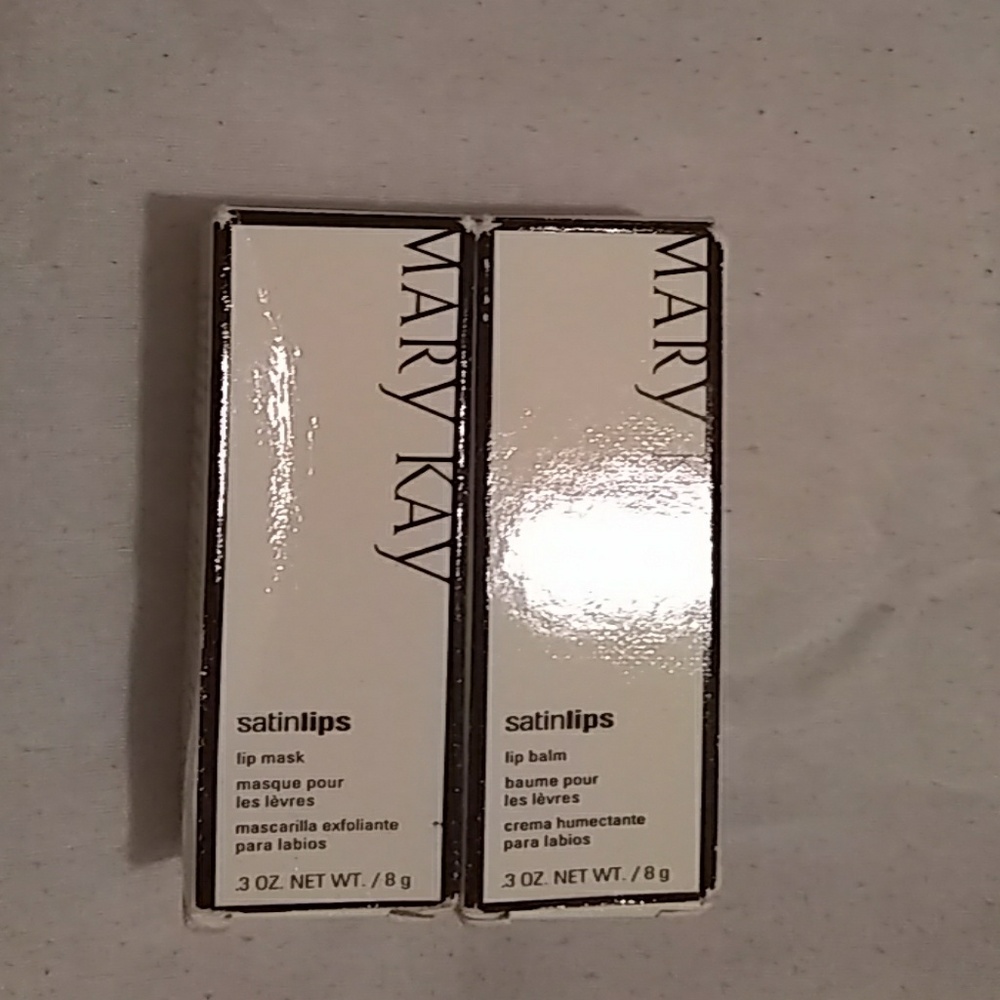 MARY KAY
satinlips
lip mask
masque pour
les lèvres
mascarilla exfoliante
para labios
.3 OZ. NET WT. / 8 g
MARY
satinlips
lip balm
baume pour
les lèvres
crema humectante
para labios
.3 OZ. NET WT. / 8 g